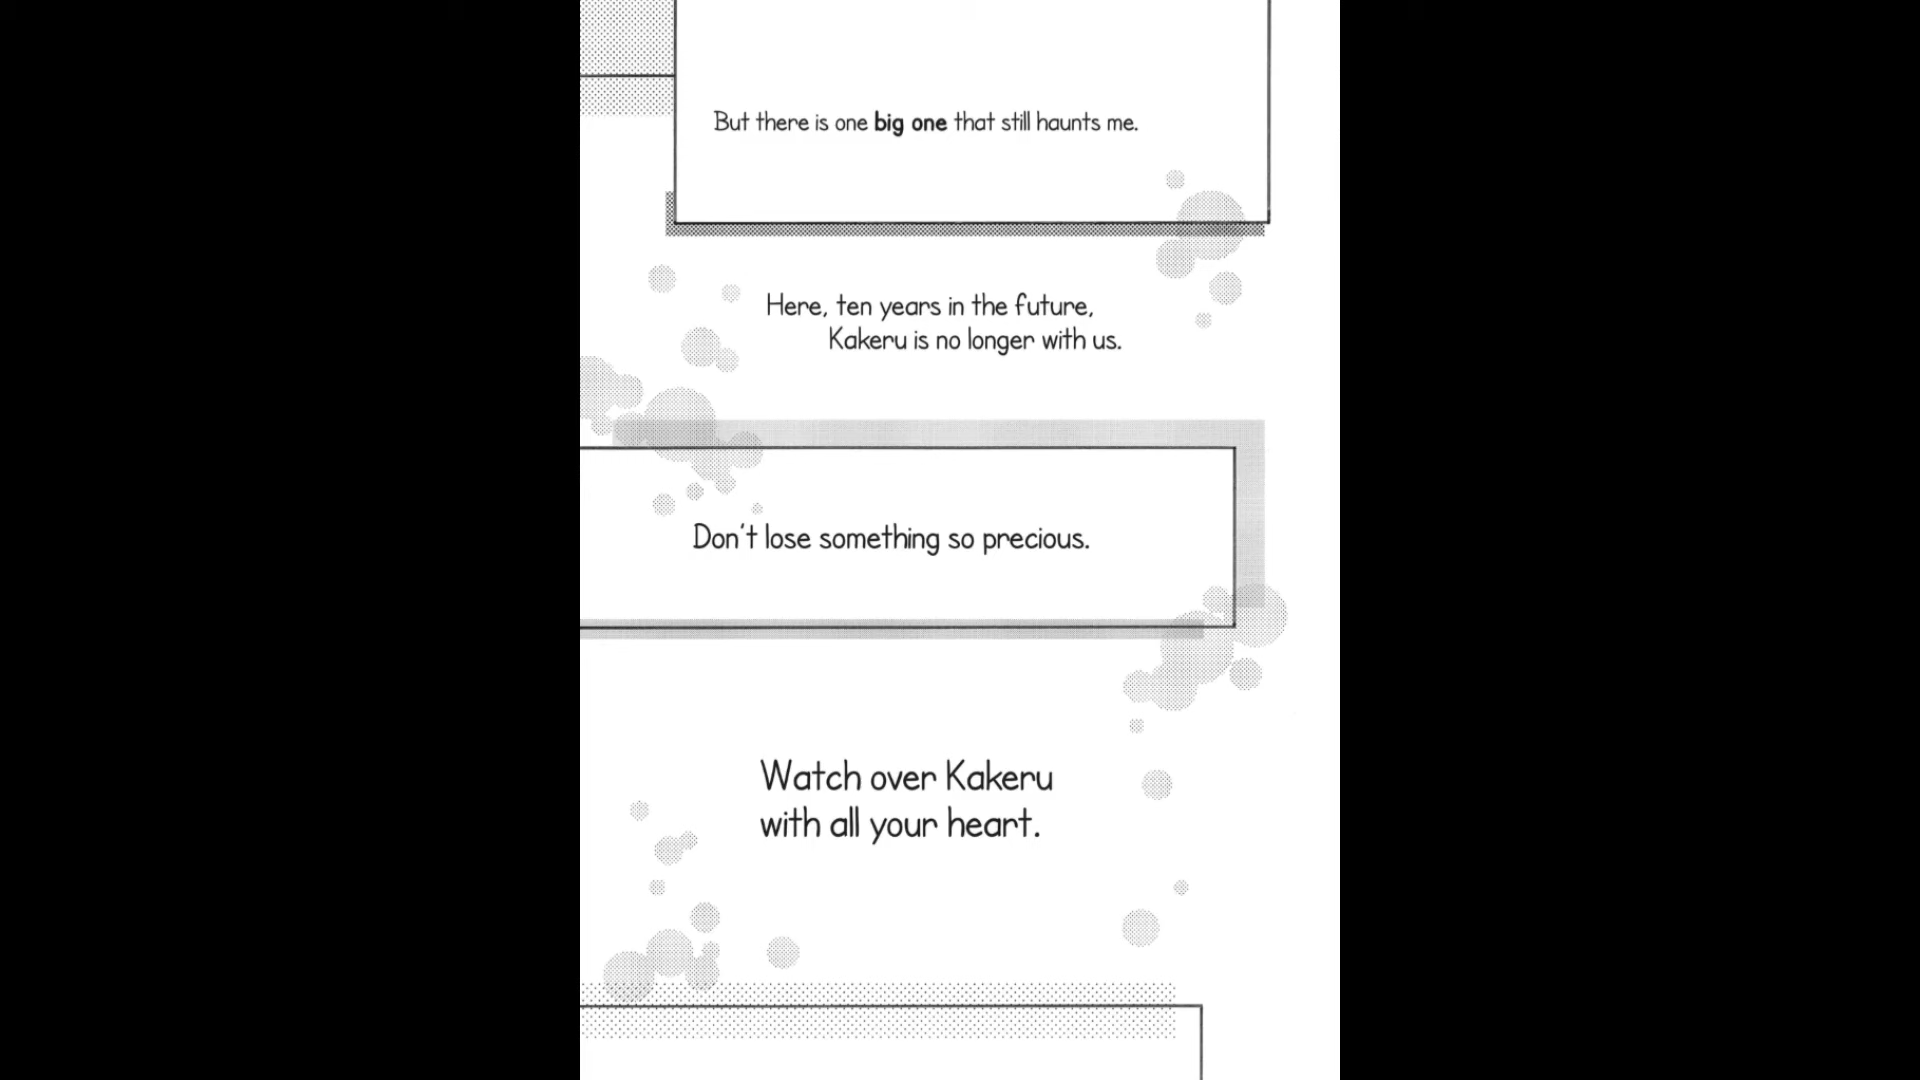 But there is one big one that still haunts me.
Here, ten years in the future,
Kakeru is no longer with us.
Don't lose something so precious.
Watch over Kakeru
with all your heart.